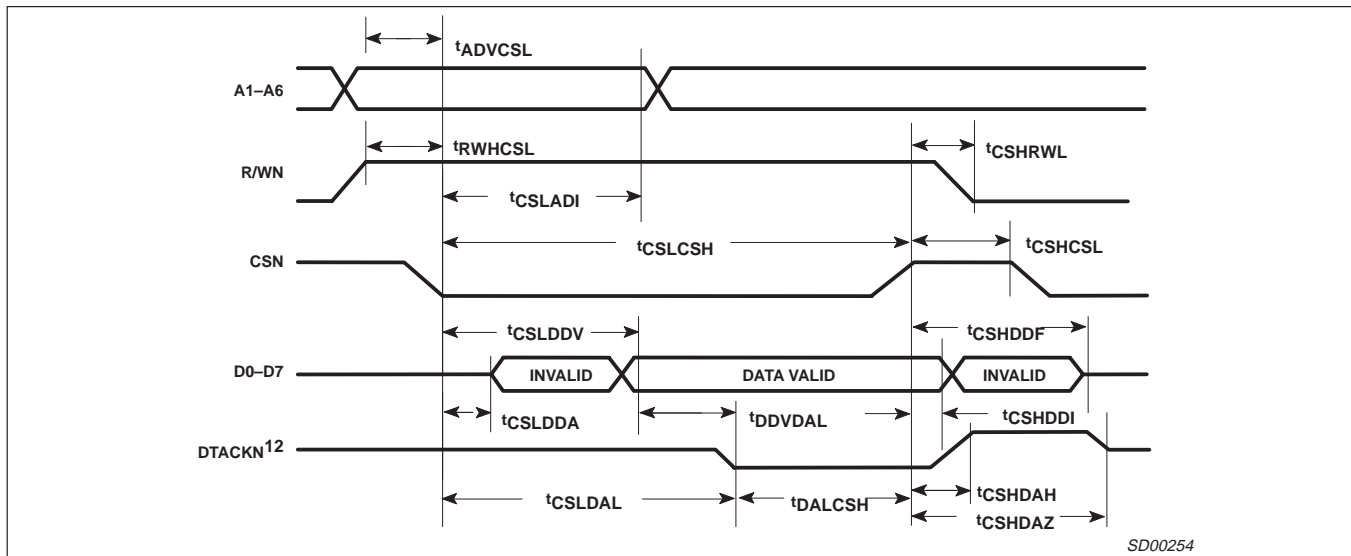 tADVCSL
A1–A6
tRWHCSL
tCSHRWL
R/WN
tCSLADI
tCSLCSH
tCSHCSL
CSN
tCSLDDV
tCSHDDF
D0–D7
INVALID
DATA VALID
INVALID
tCSLDDA
tDDVDAL
tCSHDDI
DTACKN12
tCSLDAL
tDALCSH
tCSHDAH
tCSHDAZ
SD00254